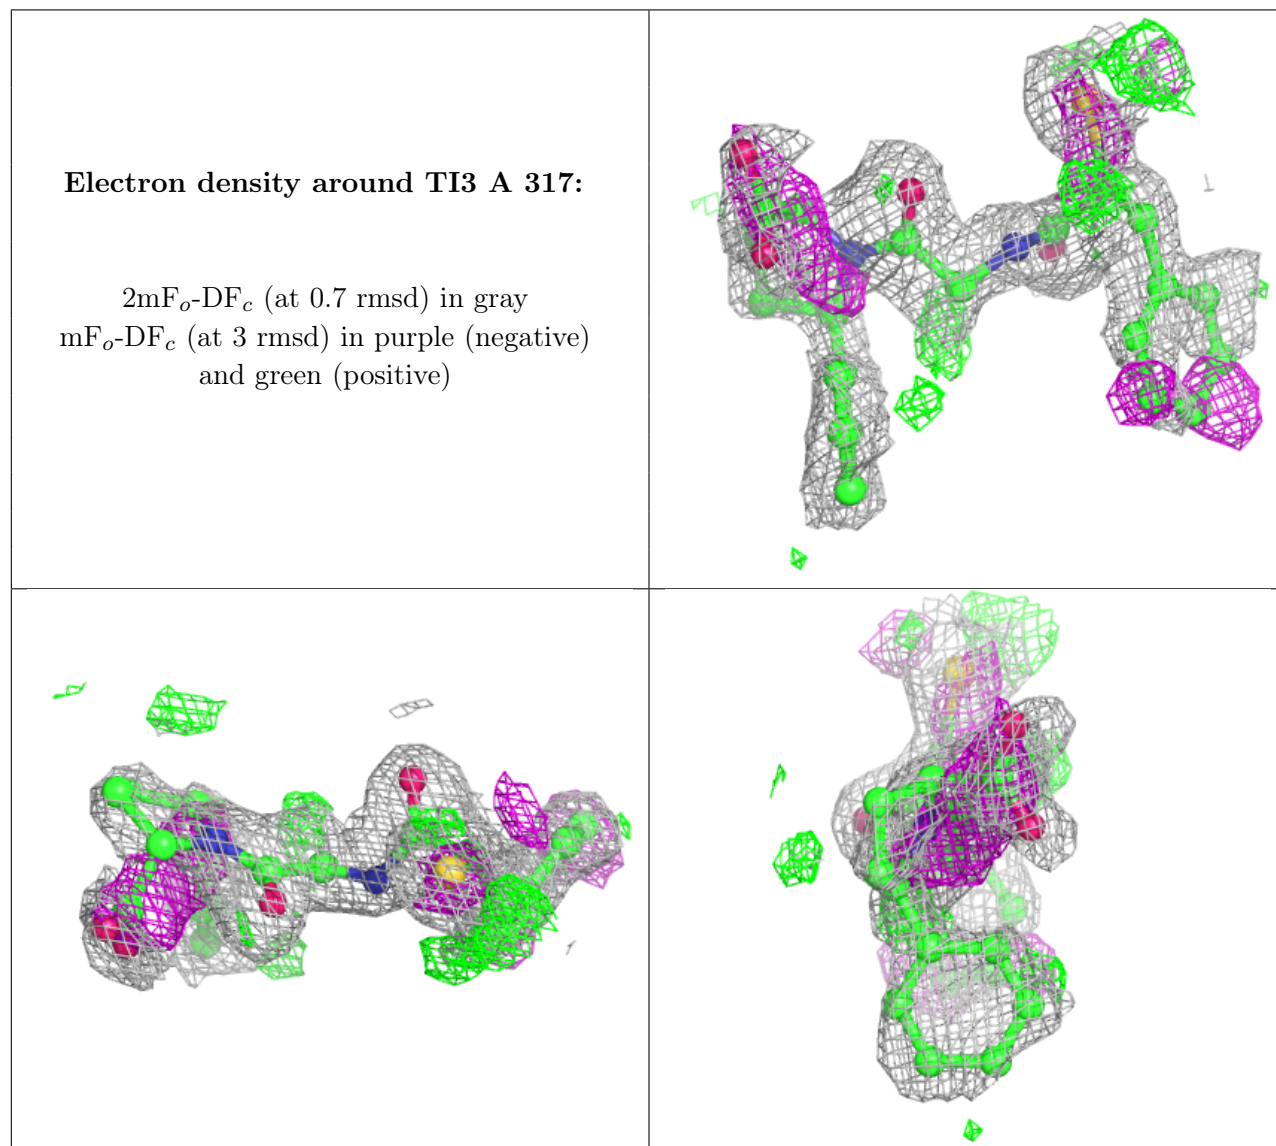 Electron density around TI3 A 317:
2mFo-DFc (at 0.7 rmsd) in gray
mFo-DFc (at 3 rmsd) in purple (negative)
and green (positive)